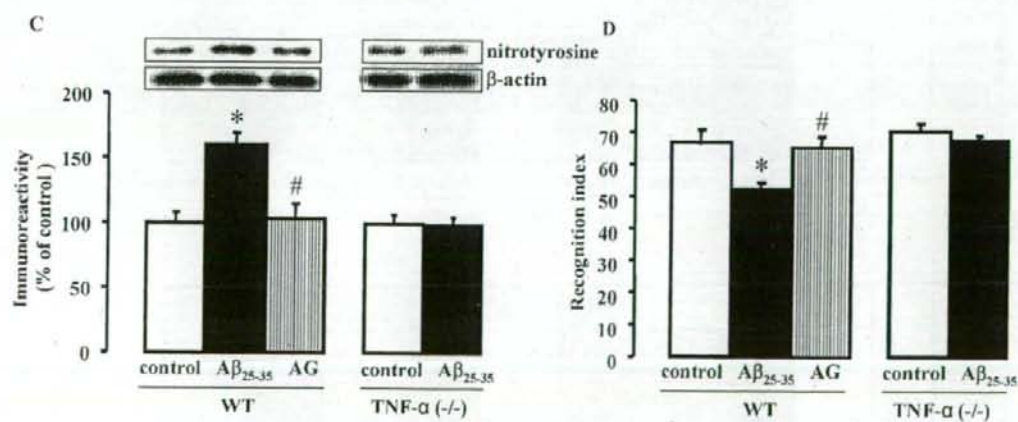 C
nitrotyrosine
β-actin
200
150
100
50
0
Immunoreactivity
(% of control)
*
#
control Aβ25-35 AG
control Aβ25-35
WT
TNF-α (-/-)
D
80
70
60
50
40
30
20
10
0
Recognition index
*
#
control Aβ25-35 AG
control Aβ25-35
WT
TNF-α (-/-)